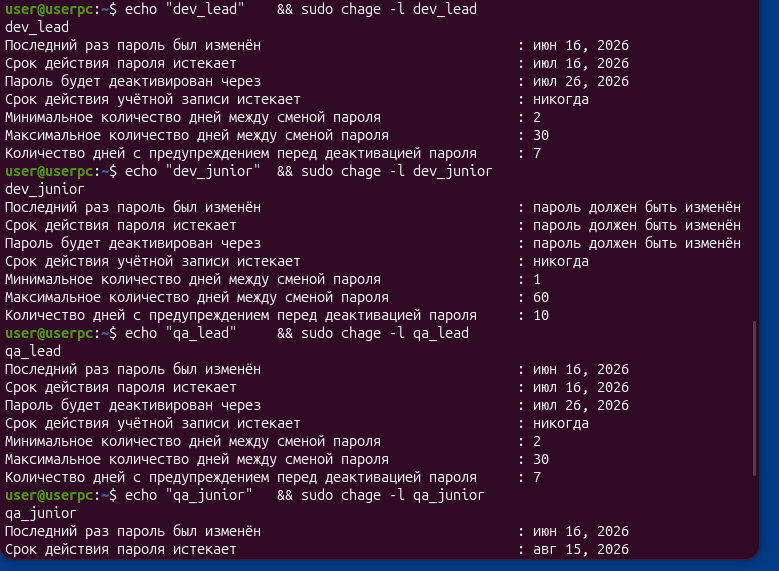 user@userpc:~$ echo "dev_lead"    && sudo chage -l dev_lead
dev_lead
Последний раз пароль был изменён                                : июн 16, 2026
Срок действия пароля истекает                                   : июл 16, 2026
Пароль будет деактивирован через                                : июл 26, 2026
Срок действия учётной записи истекает                           : никогда
Минимальное количество дней между сменой пароля                 : 2
Максимальное количество дней между сменой пароля                : 30
Количество дней с предупреждением перед деактивацией пароля     : 7
user@userpc:~$ echo "dev_junior"  && sudo chage -l dev_junior
dev_junior
Последний раз пароль был изменён                                : пароль должен быть изменён
Срок действия пароля истекает                                   : пароль должен быть изменён
Пароль будет деактивирован через                                : пароль должен быть изменён
Срок действия учётной записи истекает                           : никогда
Минимальное количество дней между сменой пароля                 : 1
Максимальное количество дней между сменой пароля                : 60
Количество дней с предупреждением перед деактивацией пароля     : 10
user@userpc:~$ echo "qa_lead"     && sudo chage -l qa_lead
qa_lead
Последний раз пароль был изменён                                : июн 16, 2026
Срок действия пароля истекает                                   : июл 16, 2026
Пароль будет деактивирован через                                : июл 26, 2026
Срок действия учётной записи истекает                           : никогда
Минимальное количество дней между сменой пароля                 : 2
Максимальное количество дней между сменой пароля                : 30
Количество дней с предупреждением перед деактивацией пароля     : 7
user@userpc:~$ echo "qa_junior"   && sudo chage -l qa_junior
qa_junior
Последний раз пароль был изменён                                : июн 16, 2026
Срок действия пароля истекает                                   : авг 15, 2026